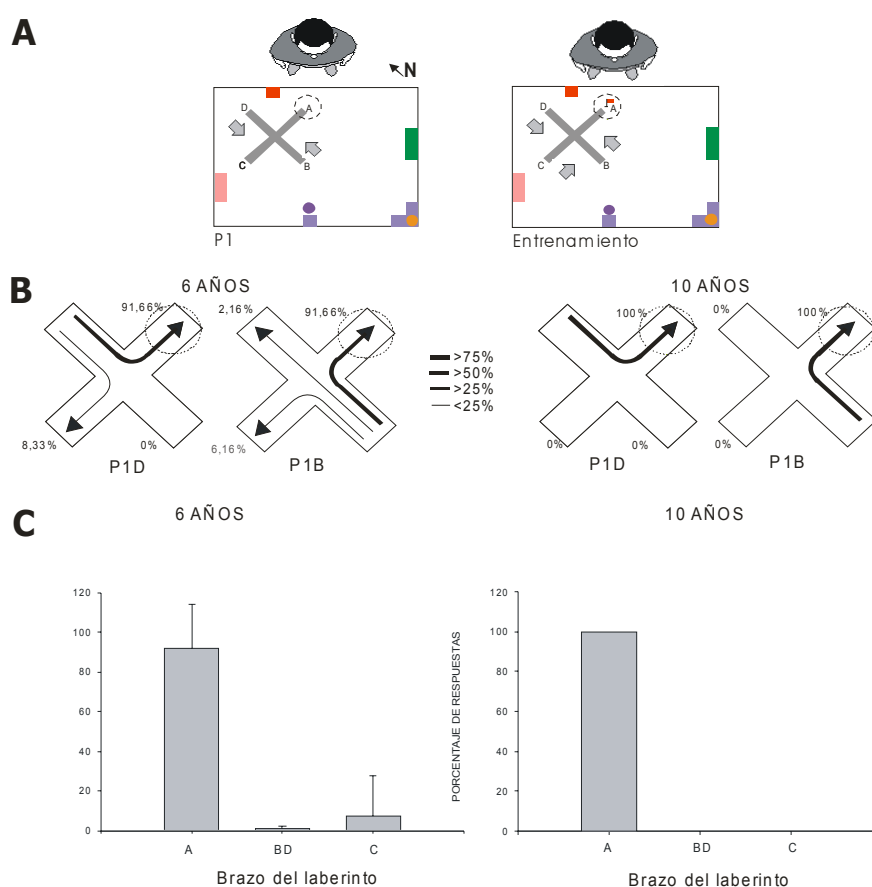 A
N
D
A
C
B
P1
D
A
C
B
Entrenamiento
B
6 AÑOS
10 AÑOS
91,66%
2,16%
91,66%
8,33%
0%
6,16%
P1D
P1B
>75%
>50%
>25%
<25%
100%
0%
100%
0%
0%
0%
P1D
P1B
C
6 AÑOS
10 AÑOS
120
100
80
60
40
20
0
A
BD
C
Brazo del laberinto
PORCENTAJE DE RESPUESTAS
120
100
80
60
40
20
0
A
BD
C
Brazo del laberinto